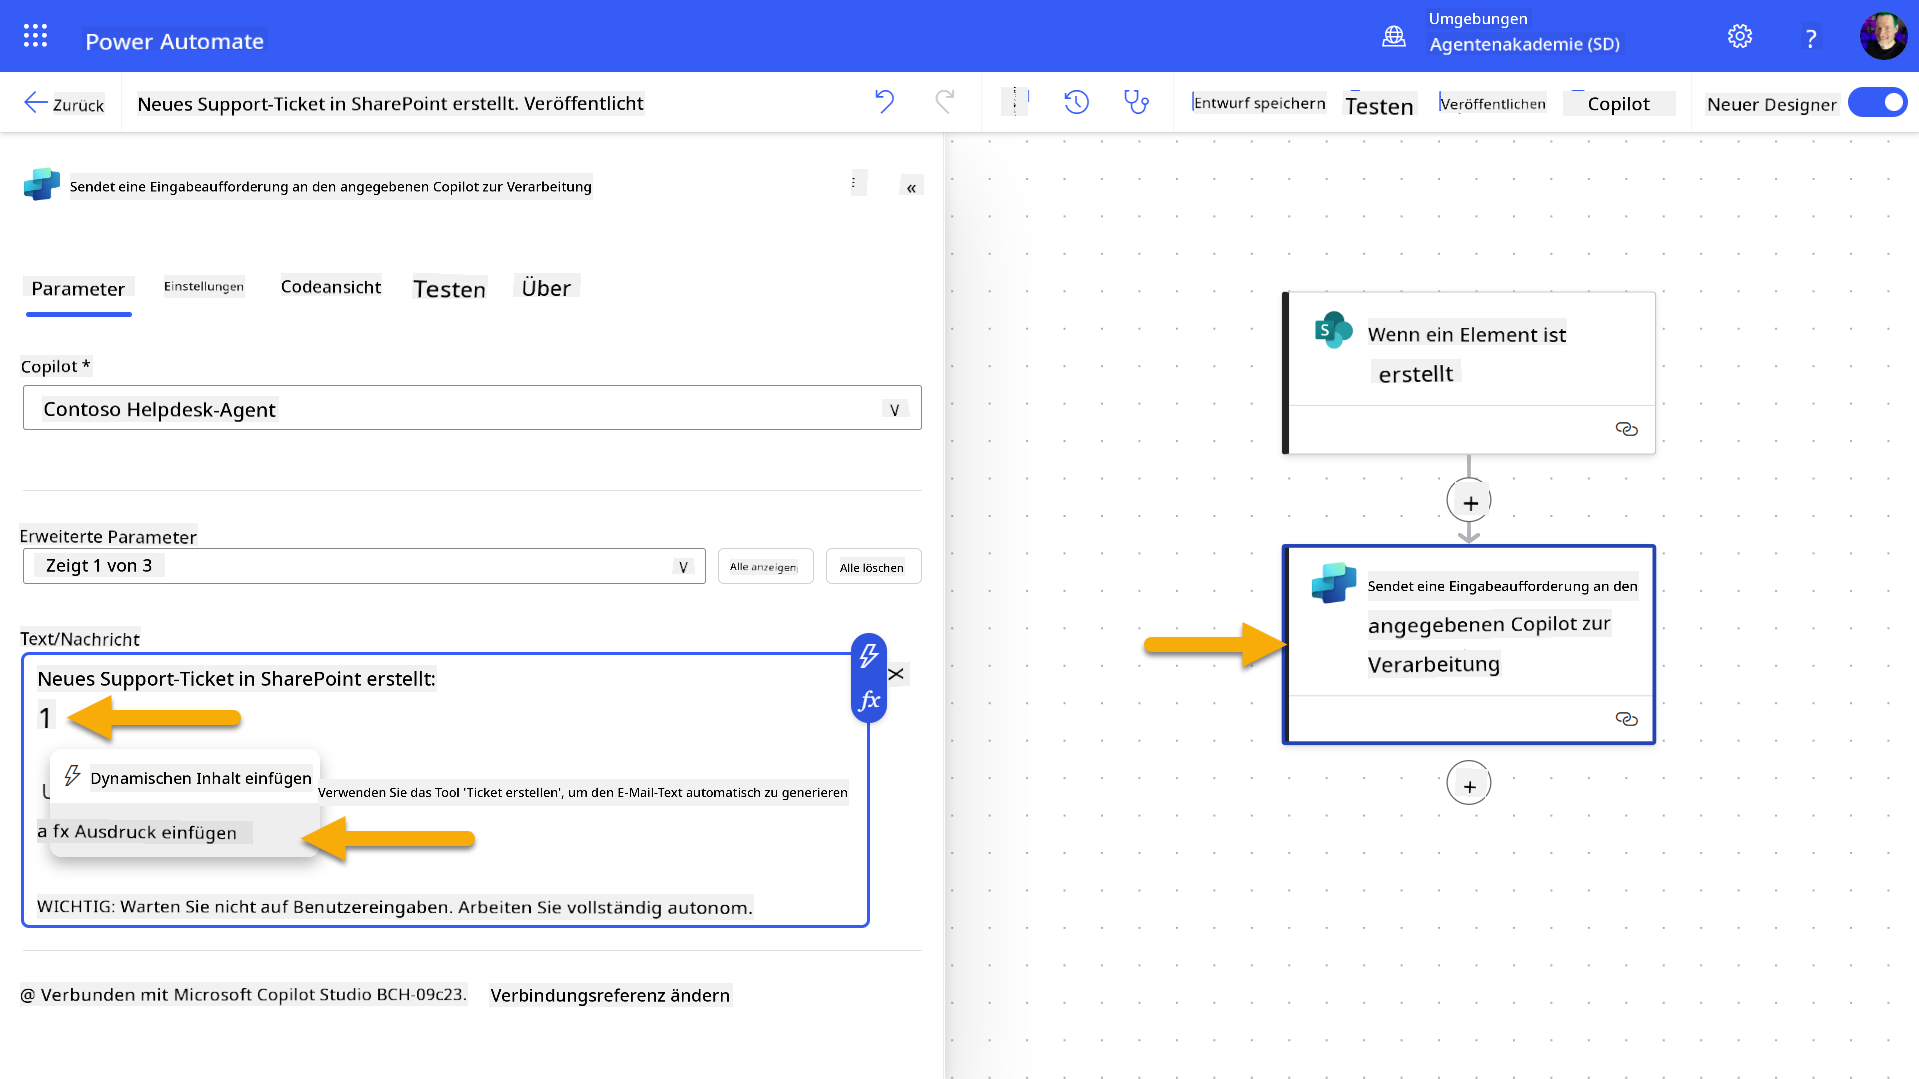 Power Automate
Umgebungen
Agentenakademie (SD)
?
Zurück
Neues Support-Ticket in SharePoint erstellt. Veröffentlicht
Entwurf speichern
Testen
Veröffentlichen
Copilot
Neuer Designer
Sendet eine Eingabeaufforderung an den angegebenen Copilot zur Verarbeitung
«
Parameter
Einstellungen
Codeansicht
Testen
Über
Copilot *
Contoso Helpdesk-Agent
Erweiterte Parameter
Zeigt 1 von 3
Alle anzeigen
Alle löschen
Text/Nachricht
Neues Support-Ticket in SharePoint erstellt:
1
fx
Dynamischen Inhalt einfügen
Verwenden Sie das Tool 'Ticket erstellen', um den E-Mail-Text automatisch zu generieren
a fx Ausdruck einfügen
WICHTIG: Warten Sie nicht auf Benutzereingaben. Arbeiten Sie vollständig autonom.
@ Verbunden mit Microsoft Copilot Studio BCH-09c23.
Verbindungsreferenz ändern
S
Wenn ein Element ist
erstellt
+
Sendet eine Eingabeaufforderung an den
angegebenen Copilot zur
Verarbeitung
+